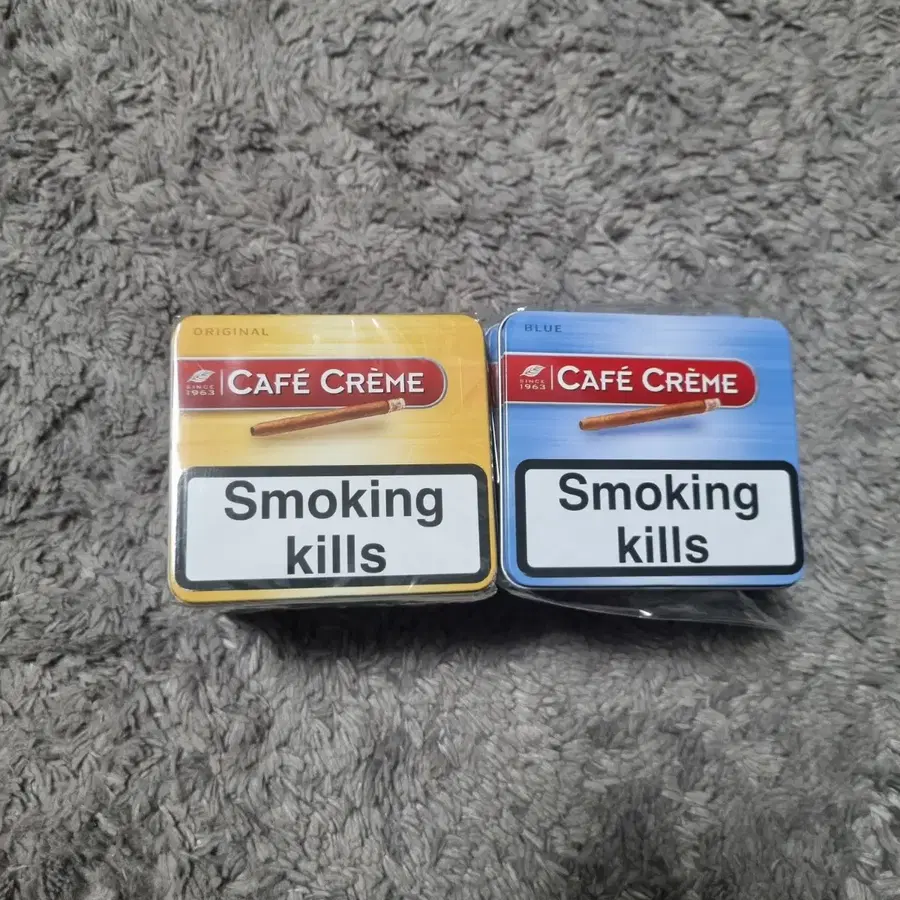 ORIGINAL
SINCE
1963
CAFÉ CRÈME
Smoking
kills
BLUE
SINCE
1963
CAFÉ CRÈME
Smoking
kills